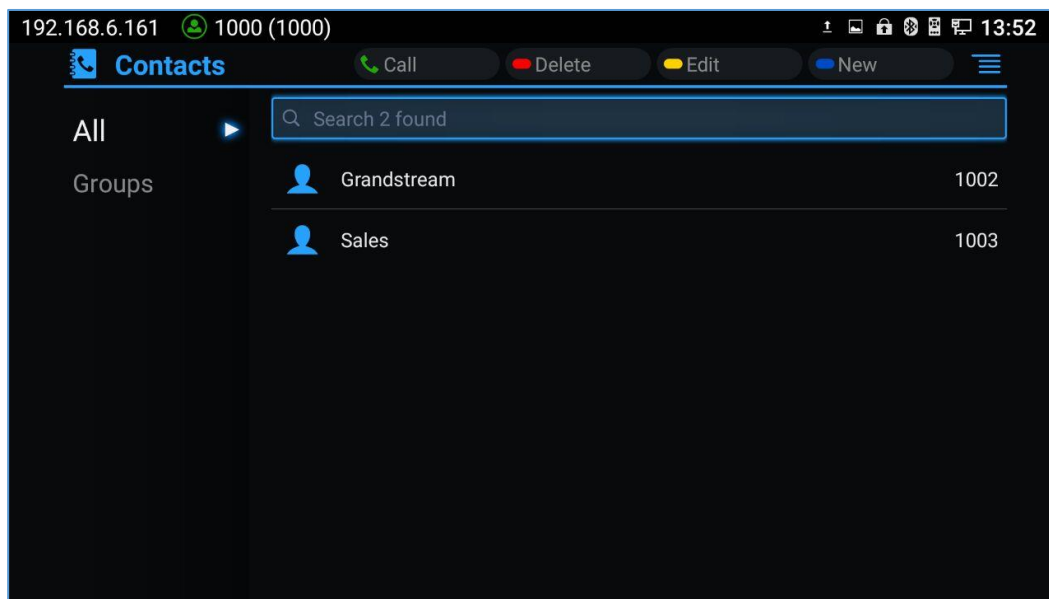 192.168.6.161 1000 (1000) 13:52
Contacts Call Delete Edit New
All
Search 2 found
Groups
Grandstream 1002
Sales 1003